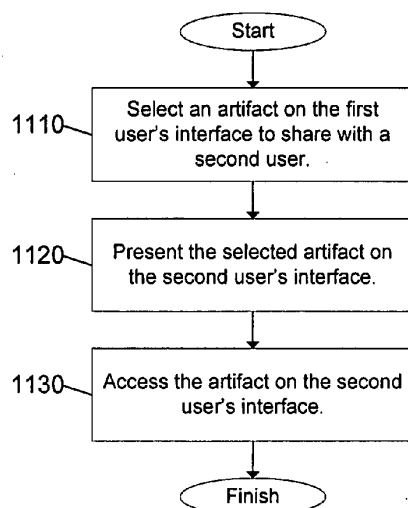 Start
1110
Select an artifact on the first
user's interface to share with a
second user.
1120
Present the selected artifact on
the second user's interface.
1130
Access the artifact on the second
user's interface.
Finish